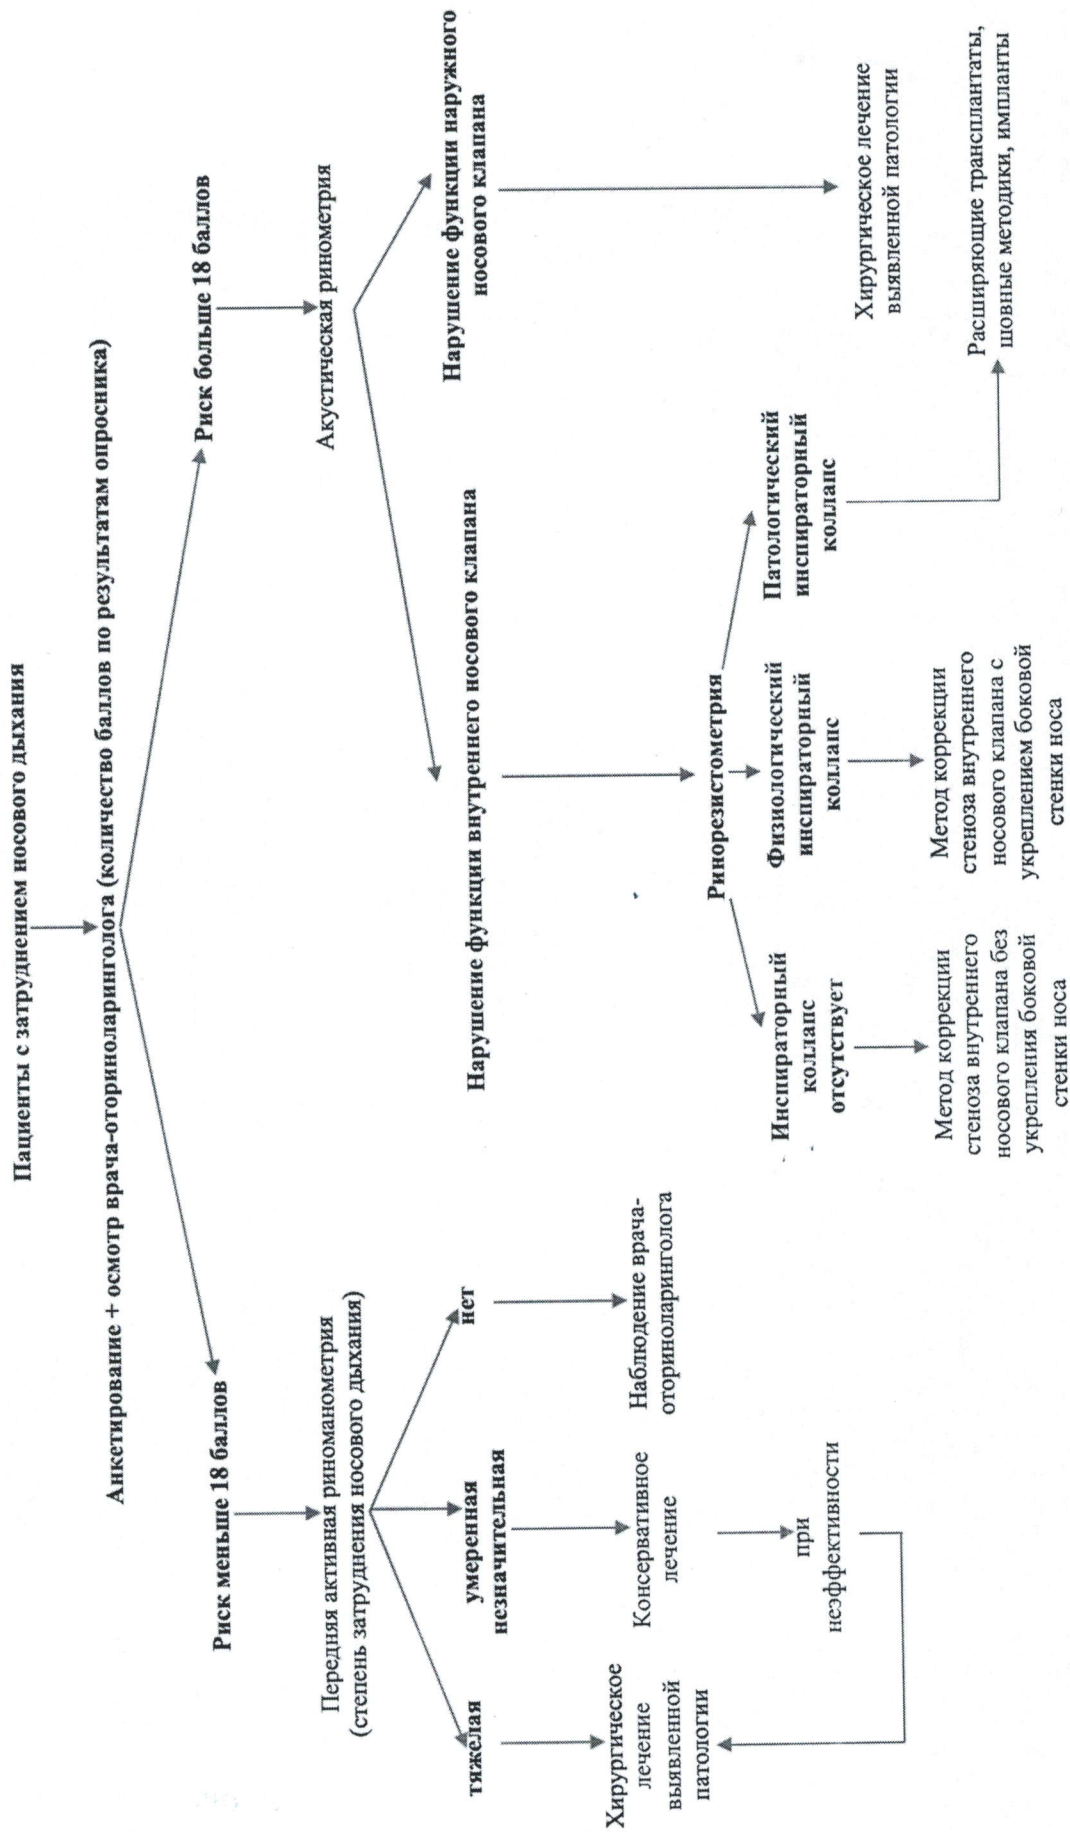 Пациенты с затруднением носового дыхания
Анкетирование + осмотр врача-оториноларинголога (количество баллов по результатам опросника)
Риск меньше 18 баллов
Передняя активная риноманометрия
(степень затруднения носового дыхания)
тяжелая
Хирургическое
лечение
выявленной
патологии
умеренная
незначительная
Консервативное
лечение
при
неэффективности
нет
Наблюдение врача-
оториноларинголога
Риск больше 18 баллов
Акустическая ринометрия
Нарушение функции внутреннего носового клапана
Ринорезистометрия
Инспираторный
коллапс
отсутствует
Метод коррекции
стеноза внутреннего
носового клапана без
укрепления боковой
стенки носа
Физиологический
инспираторный
коллапс
Метод коррекции
стеноза внутреннего
носового клапана с
укреплением боковой
стенки носа
Патологический
инспираторный
коллапс
Расширяющие трансплантаты,
шовные методики, импланты
Нарушение функции наружного
носового клапана
Хирургическое лечение
выявленной патологии